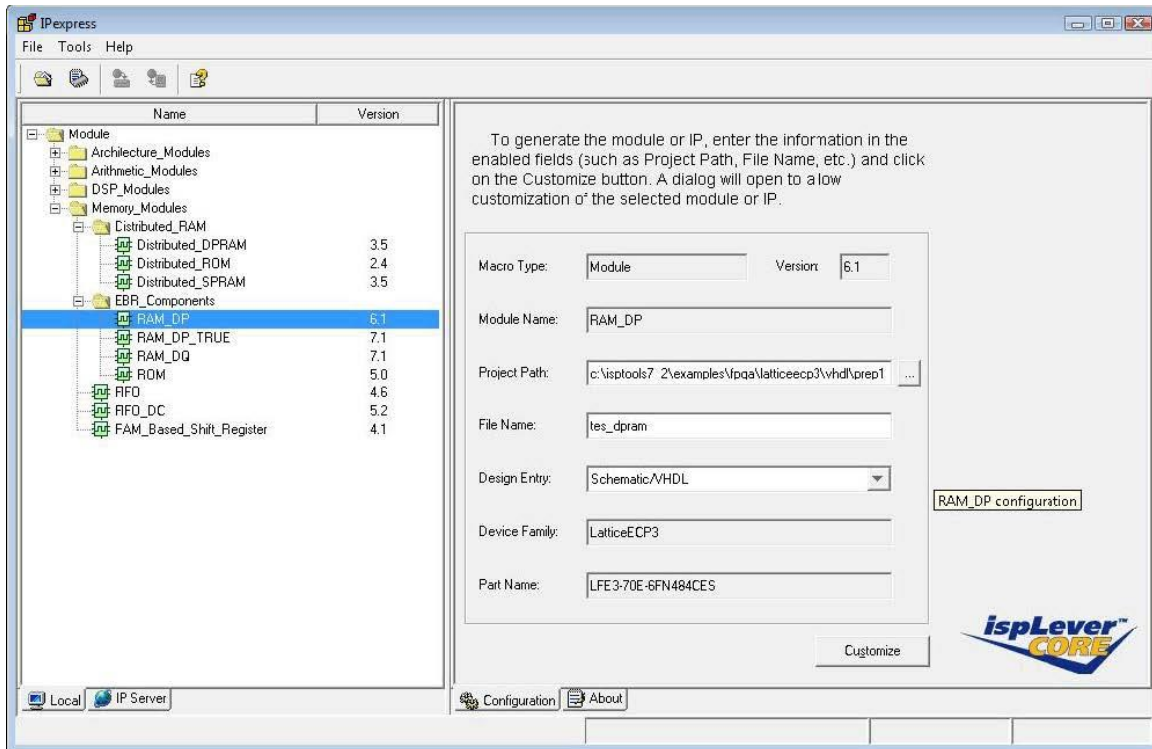 IPexpress
File Tools Help
Name Version
Module
Architecture_Modules
Arithmetic_Modules
DSP_Modules
Memory_Modules
Distributed_RAM
Distributed_DPRAM 3.5
Distributed_ROM 2.4
Distributed_SPRAM 3.5
EBR_Components
RAM_DP 6.1
RAM_DP_TRUE 7.1
RAM_DQ 7.1
ROM 5.0
FIFO 4.6
FIFO_DC 5.2
FAM_Based_Shift_Register 4.1
Local IP Server
To generate the module or IP, enter the information in the
enabled fields (such as Project Path, File Name, etc.) and click
on the Customize button. A dialog will open to allow
customization of the selected module or IP.
Macro Type: Module Version: 6.1
Module Name: RAM_DP
Project Path: c:\isptools7_2\examples\fpga\latticeecp3\vhdl\prep1 ...
File Name: tes_dpram
Design Entry: Schematic/VHDL
RAM_DP configuration
Device Family: LatticeECP3
Part Name: LFE3-70E-6FN484CES
ispLever™
CORE
Customize
Configuration About